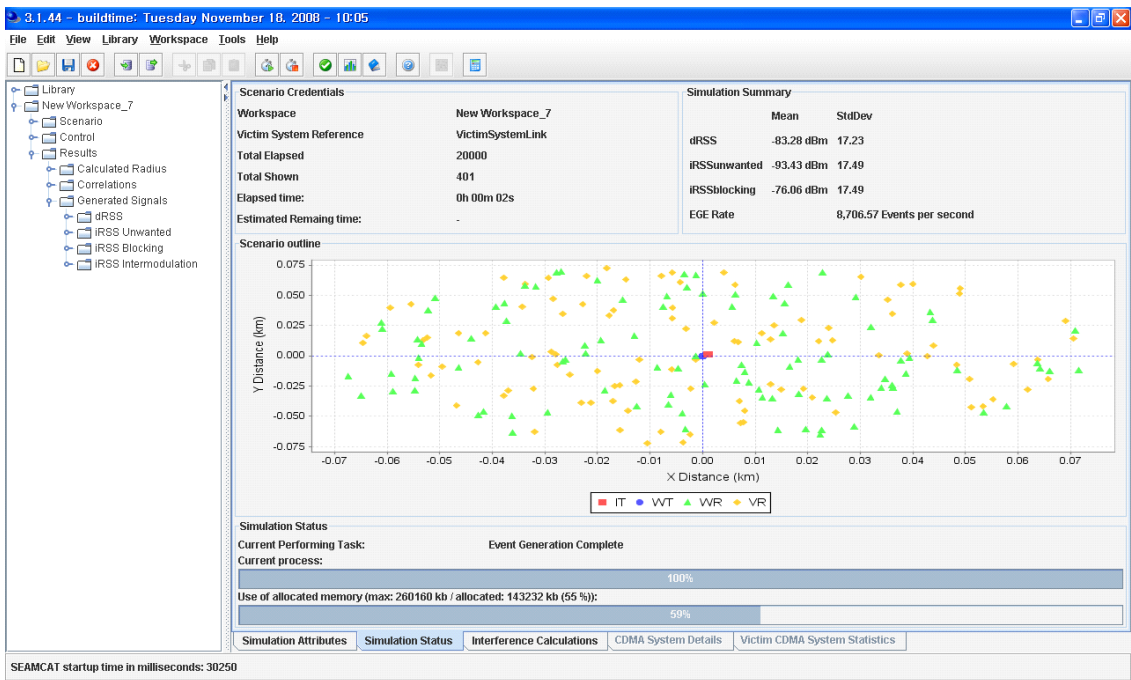 3.1.44 - buildtime: Tuesday November 18. 2008 - 10:05
File Edit View Library Workspace Tools Help
Library
New Workspace_7
Scenario
Control
Results
Calculated Radius
Correlations
Generated Signals
dRSS
iRSS Unwanted
iRSS Blocking
iRSS Intermodulation
Scenario Credentials
Workspace New Workspace_7
Victim System Reference VictimSystemLink
Total Elapsed 20000
Total Shown 401
Elapsed time: 0h 00m 02s
Estimated Remaing time: -
Simulation Summary
Mean StdDev
dRSS -83.28 dBm 17.23
iRSSunwanted -93.43 dBm 17.49
iRSSblocking -76.06 dBm 17.49
EGE Rate 8,706.57 Events per second
Scenario outline
Y Distance (km)
0.075
0.050
0.025
0.000
-0.025
-0.050
-0.075
-0.07 -0.06 -0.05 -0.04 -0.03 -0.02 -0.01 0.00 0.01 0.02 0.03 0.04 0.05 0.06 0.07
X Distance (km)
IT WT WR VR
Simulation Status
Current Performing Task: Event Generation Complete
Current process:
100%
Use of allocated memory (max: 260160 kb / allocated: 143232 kb (55 %)):
59%
Simulation Attributes Simulation Status Interference Calculations CDMA System Details Victim CDMA System Statistics
SEAMCAT startup time in milliseconds: 30250